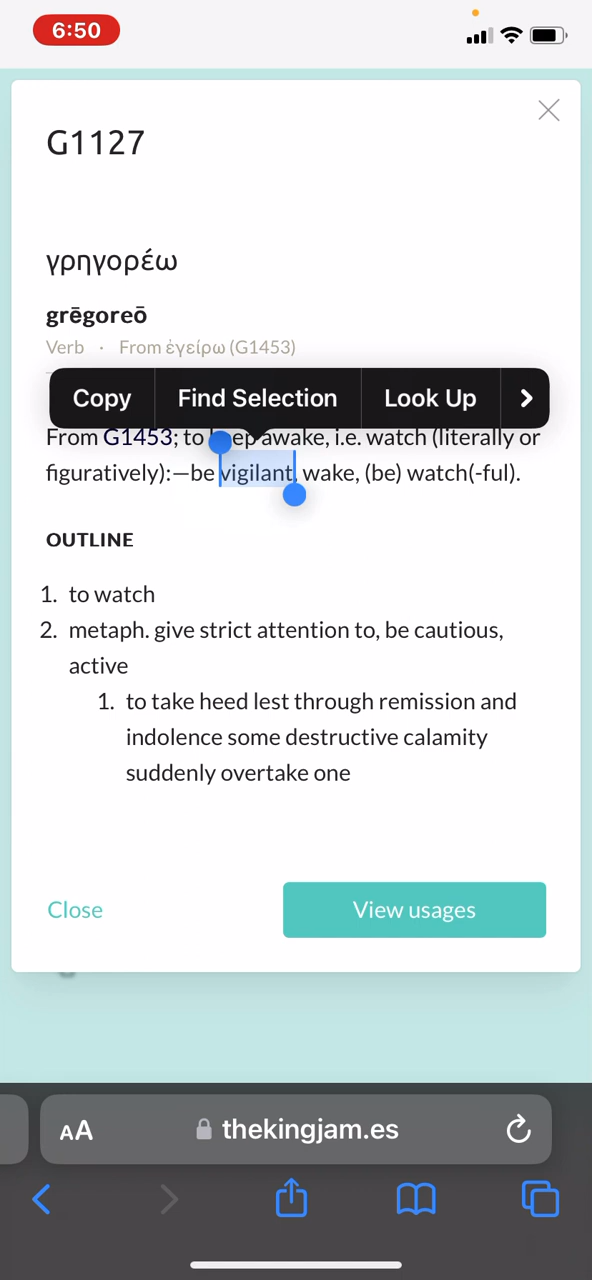 6:50
G1127
γρηγορέω
grēgoreō
Verb · From ἐγείρω (G1453)
Copy
Find Selection
Look Up
From G1453; to keep awake, i.e. watch (literally or
figuratively):—be vigilant, wake, (be) watch(-ful).
OUTLINE
1. to watch
2. metaph. give strict attention to, be cautious,
active
1. to take heed lest through remission and
indolence some destructive calamity
suddenly overtake one
Close
View usages
AA
thekingjam.es